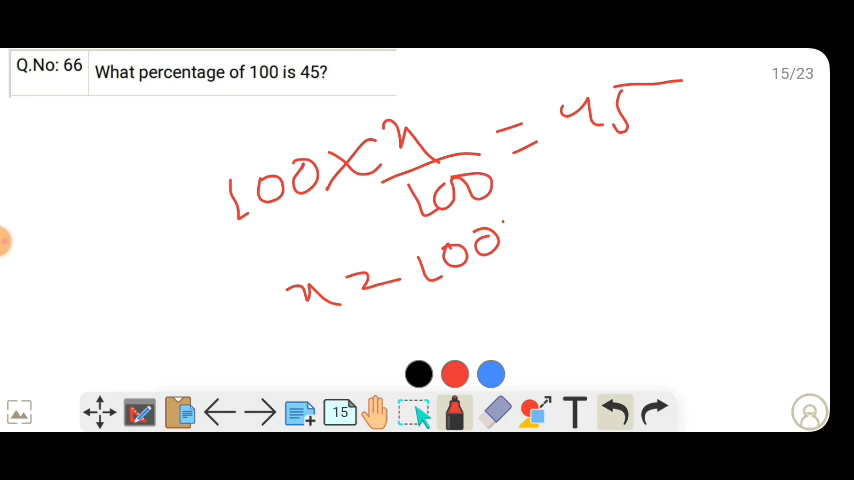 Q.No: 66
What percentage of 100 is 45?
15/23
100 × x/100 = 45
x = 100
15
T